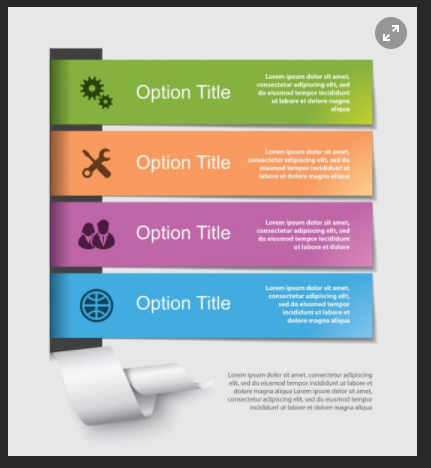 Option Title
Lorem ipsum dolor sit amet,
consectetur adipiscing elit, sed
do eiusmod tempor incididunt
ut labore et dolore magna
aliqua
Option Title
Lorem ipsum dolor sit amet,
consectetur adipiscing elit, sed do
eiusmod tempor incididunt ut
labore et dolore magna aliqua
Option Title
Lorem ipsum dolor sit amet,
consectetur adipiscing elit, sed
do eiusmod tempor incididunt
ut labore et dolore
Option Title
Lorem ipsum dolor sit amet,
consectetur adipiscing elit,
sed do eiusmod tempor
incididunt ut labore et
dolore magna aliqua
Lorem ipsum dolor sit amet, consectetur adipiscing
elit, sed do eiusmod tempor incididunt ut labore et
dolore magna aliqua Lorem ipsum dolor sit amet,
consectetur adipiscing elit, sed do eiusmod tempor
incididunt ut labore et dolore magna aliqua